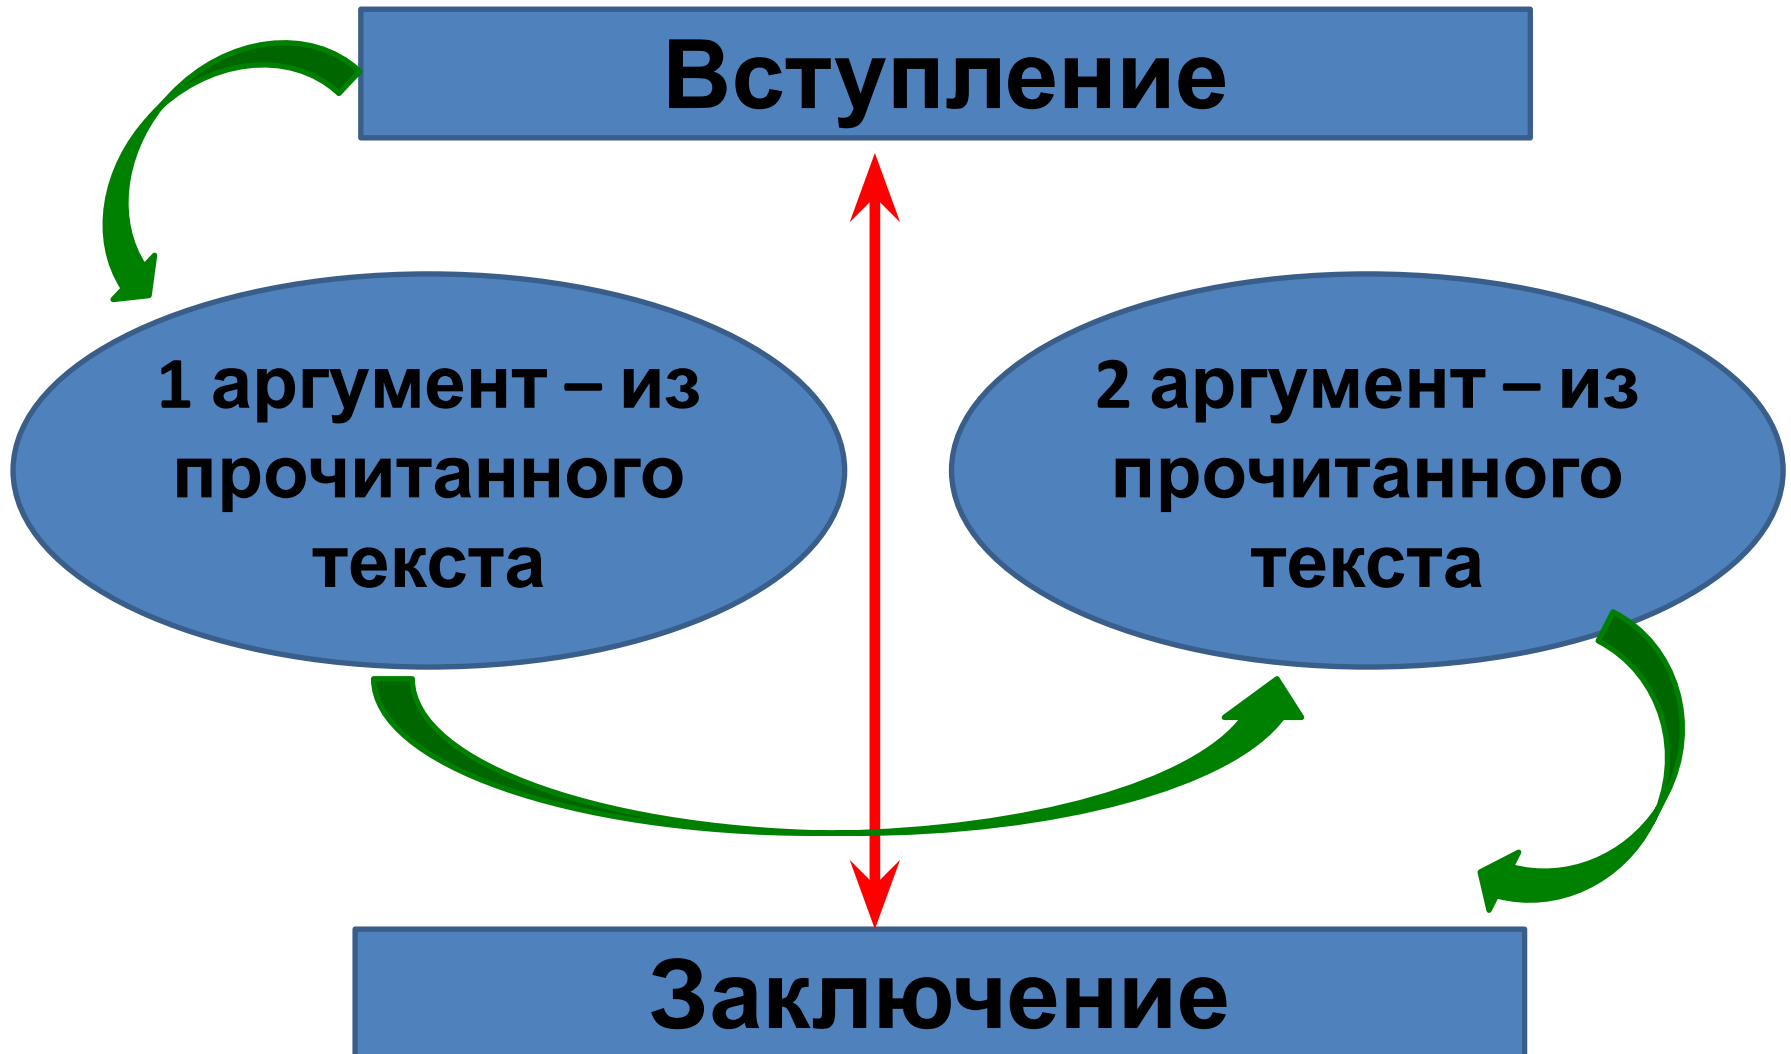 Вступление
1 аргумент – из
прочитанного
текста
2 аргумент – из
прочитанного
текста
Заключение